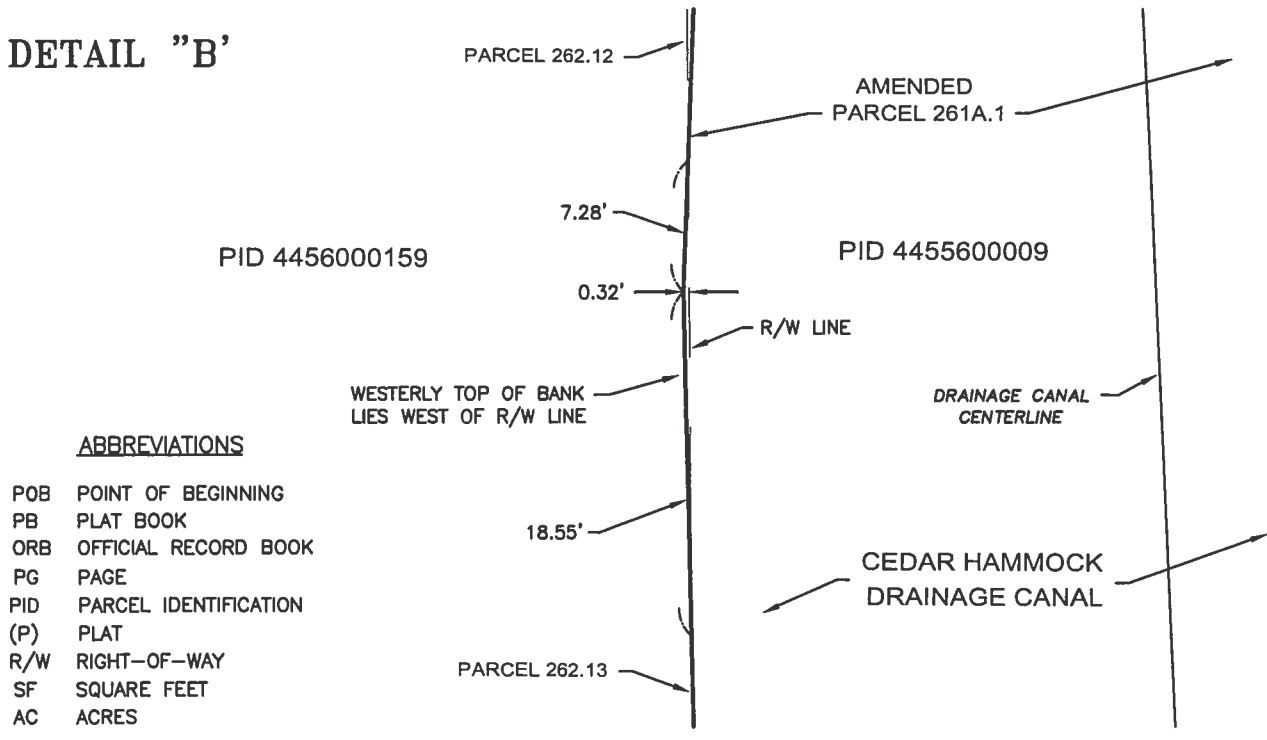 DETAIL "B'
PARCEL 262.12
AMENDED
PARCEL 261A.1
7.28'
PID 4456000159
PID 4455600009
0.32'
R/W LINE
WESTERLY TOP OF BANK
LIES WEST OF R/W LINE
DRAINAGE CANAL
CENTERLINE
ABBREVIATIONS
POB POINT OF BEGINNING
PB PLAT BOOK
ORB OFFICIAL RECORD BOOK
PG PAGE
PID PARCEL IDENTIFICATION
(P) PLAT
R/W RIGHT-OF-WAY
SF SQUARE FEET
AC ACRES
18.55'
CEDAR HAMMOCK
DRAINAGE CANAL
PARCEL 262.13